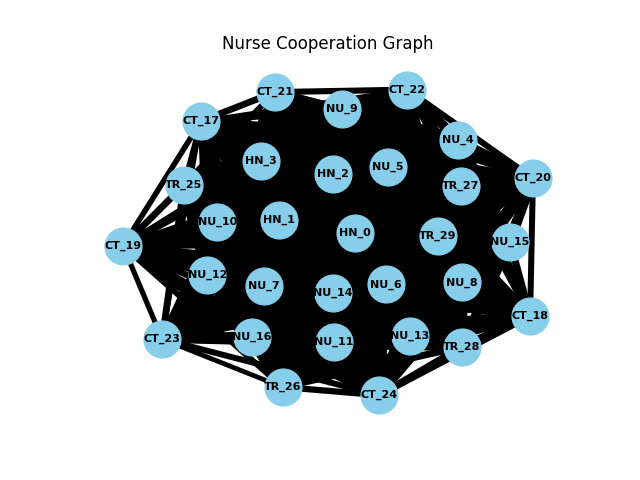 Nurse Cooperation Graph
CT_21
CT_22
NU_9
CT_17
NU_4
HN_3
NU_5
HN_2
CT_20
TR_25
TR_27
NU_10
HN_1
HN_0
TR_29
NU_15
CT_19
NU_12
NU_7
NU_14
NU_6
NU_8
CT_18
CT_23
NU_16
NU_11
NU_13
TR_28
TR_26
CT_24